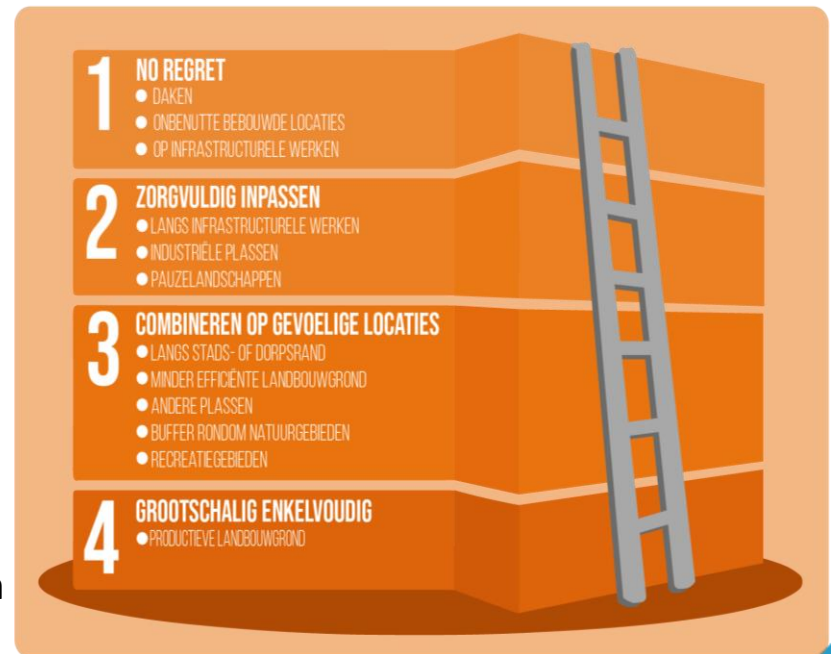 1
NO REGRET
● DAKEN
● ONBENUTTE BEBOUWDE LOCATIES
● OP INFRASTRUCTURELE WERKEN
2
ZORGVULDIG INPASSEN
● LANGS INFRASTRUCTURELE WERKEN
● INDUSTRIËLE PLASSEN
● PAUZELANDSCHAPPEN
3
COMBINEREN OP GEVOELIGE LOCATIES
● LANGS STADS- OF DORPSRAND
● MINDER EFFICIËNTE LANDBOUWGROND
● ANDERE PLASSEN
● BUFFER RONDOM NATUURGEBIEDEN
● RECREATIEGEBIEDEN
4
GROOTSCHALIG ENKELVOUDIG
● PRODUCTIEVE LANDBOUWGROND